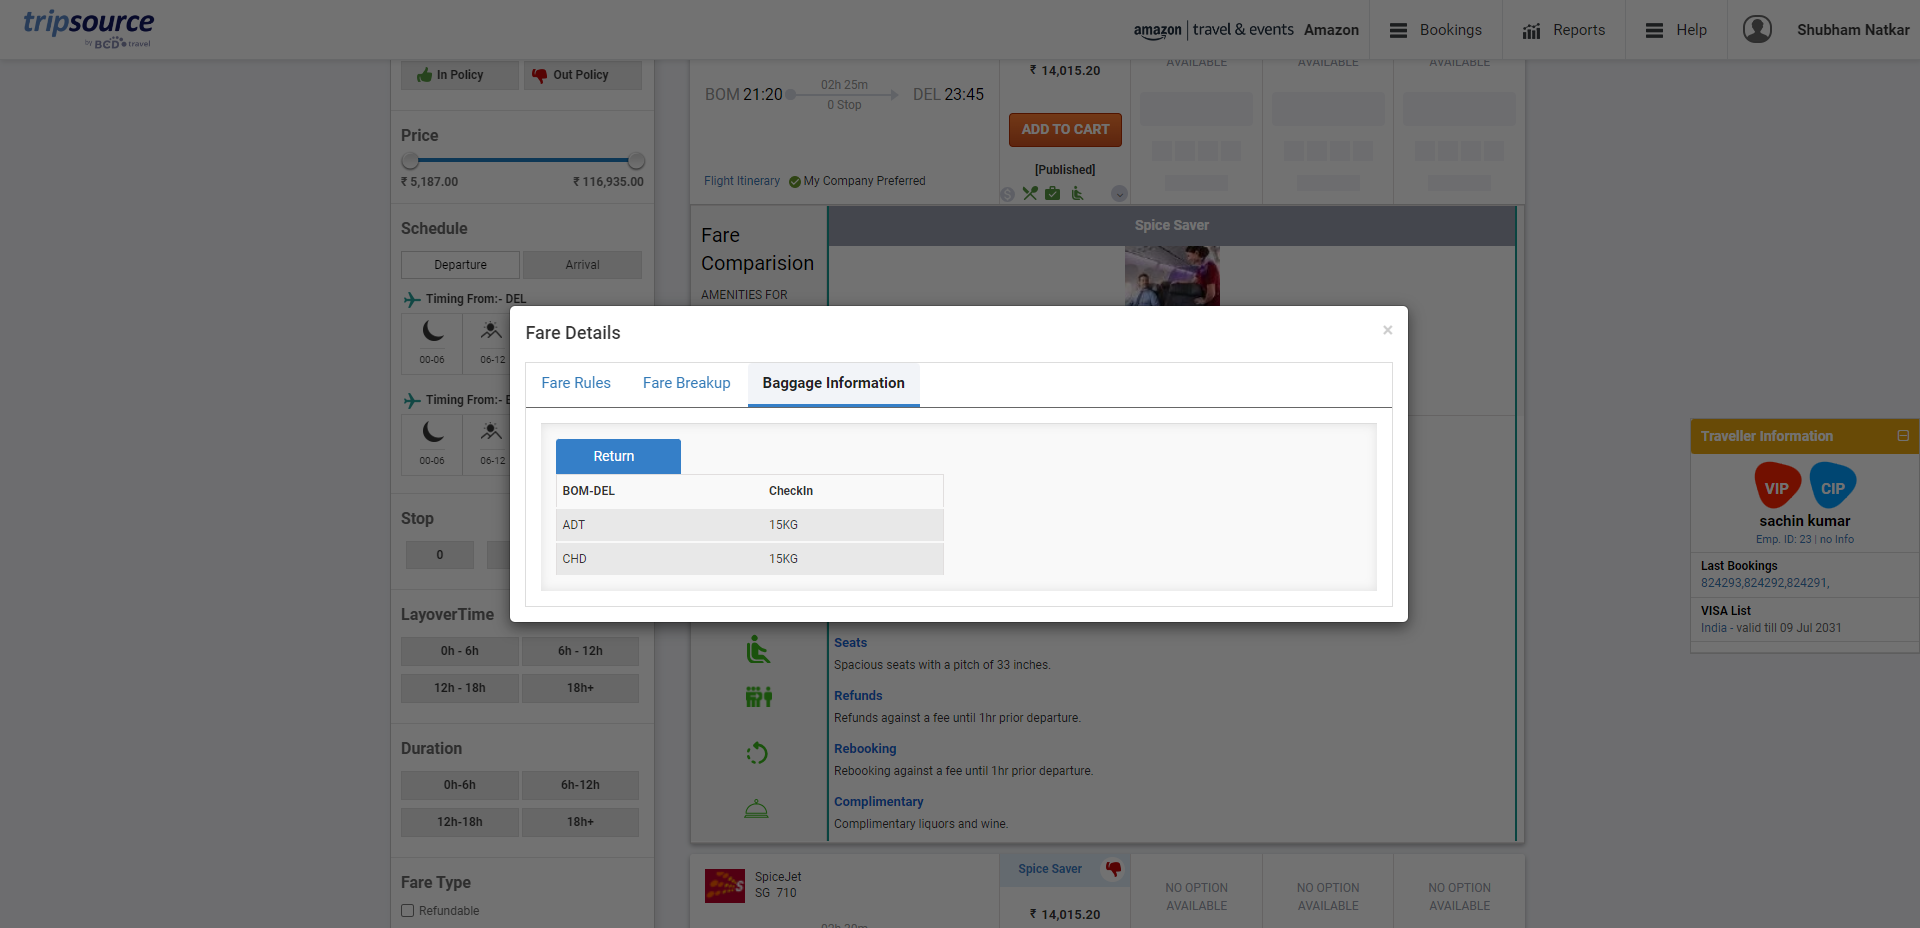 tripsource
by BCD travel
amazon travel & events Amazon
Bookings
Reports
Help
Shubham Natkar
In Policy
Out Policy
Price
₹ 5,187.00
₹ 116,935.00
Schedule
Departure
Arrival
Timing From:- DEL
00-06
06-12
Timing From:-
00-06
06-12
Stop
0
LayoverTime
0h - 6h
6h - 12h
12h - 18h
18h+
Duration
0h-6h
6h-12h
12h-18h
18h+
Fare Type
Refundable
BOM 21:20
02h 25m
0 Stop
DEL 23:45
Flight Itinerary
My Company Preferred
₹ 14,015.20
ADD TO CART
[Published]
AVAILABLE
AVAILABLE
AVAILABLE
Fare
Comparision
AMENITIES FOR
Spice Saver
Fare Details
×
Fare Rules
Fare Breakup
Baggage Information
Return
BOM-DEL CheckIn
ADT 15KG
CHD 15KG
Seats
Spacious seats with a pitch of 33 inches.
Refunds
Refunds against a fee until 1hr prior departure.
Rebooking
Rebooking against a fee until 1hr prior departure.
Complimentary
Complimentary liquors and wine.
SpiceJet
SG 710
Spice Saver
₹ 14,015.20
NO OPTION
AVAILABLE
NO OPTION
AVAILABLE
NO OPTION
AVAILABLE
Traveller Information
VIP
CIP
sachin kumar
Emp. ID: 23 | no Info
Last Bookings
824293,824292,824291,
VISA List
India - valid till 09 Jul 2031